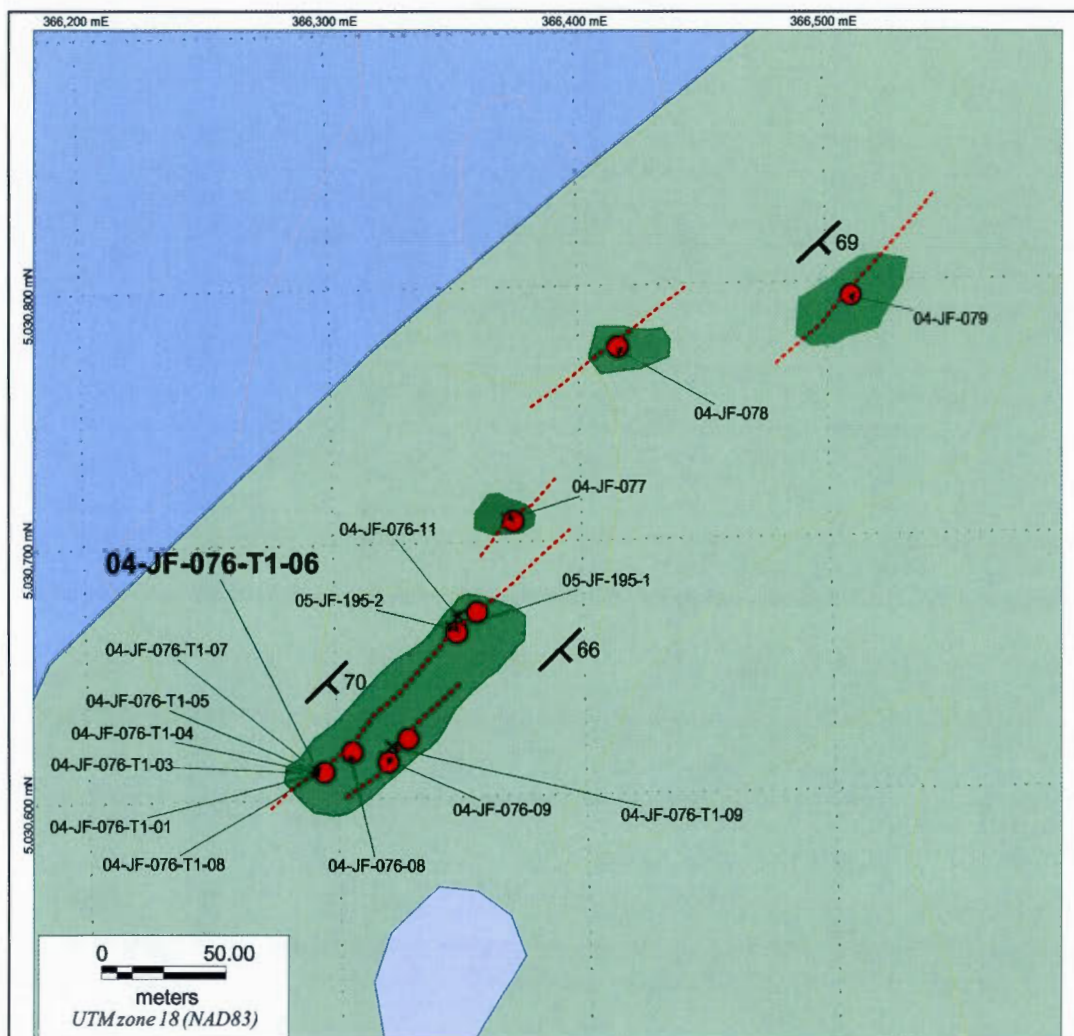 366,200 mE
366,300 mE
366,400 mE
366,500 mE
5,030,800 mN
69
04-JF-079
04-JF-078
04-JF-077
04-JF-076-11
5,030,700 mN
04-JF-076-T1-06
05-JF-195-1
05-JF-195-2
04-JF-076-T1-07
66
70
04-JF-076-T1-05
04-JF-076-T1-04
04-JF-076-T1-03
5,030,600 mN
04-JF-076-09
04-JF-076-T1-09
04-JF-076-T1-01
04-JF-076-T1-08
04-JF-076-08
0 50.00
meters
UTM zone 18 (NAD83)